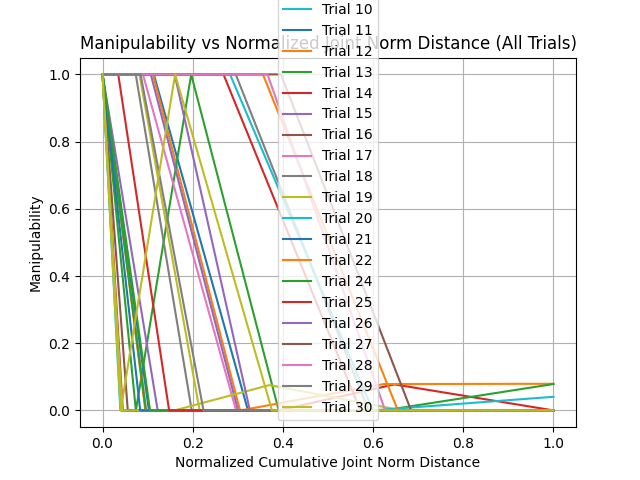 Manipulability vs Normalized Joint Norm Distance (All Trials)
Trial 10
Trial 11
Trial 12
Trial 13
Trial 14
Trial 15
Trial 16
Trial 17
Trial 18
Trial 19
Trial 20
Trial 21
Trial 22
Trial 24
Trial 25
Trial 26
Trial 27
Trial 28
Trial 29
Trial 30
Manipulability
1.0
0.8
0.6
0.4
0.2
0.0
0.0 0.2 0.4 0.6 0.8 1.0
Normalized Cumulative Joint Norm Distance